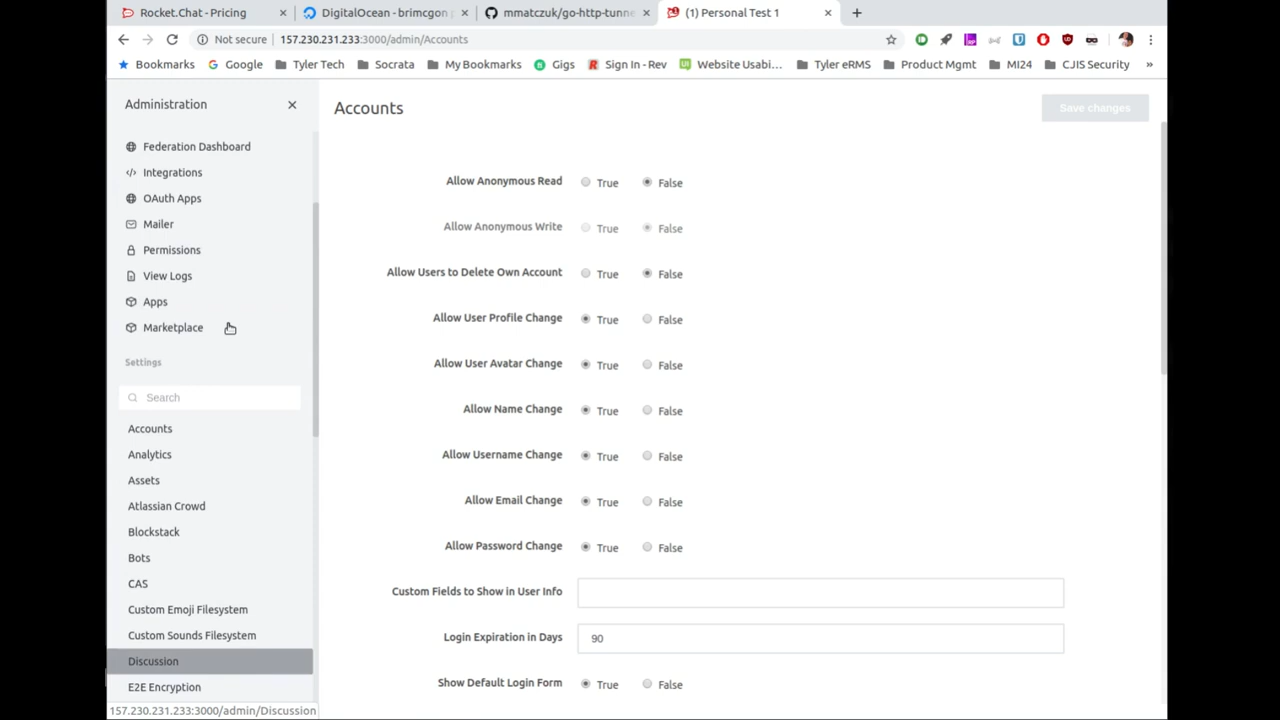 Rocket.Chat - Pricing
DigitalOcean - brimcgon
mmatczuk/go-http-tunne
(1) Personal Test 1
Not secure 157.230.231.233:3000/admin/Accounts
Bookmarks Google Tyler Tech Socrata My Bookmarks Gigs Sign In - Rev Website Usabi... Tyler eRMS Product Mgmt MI24 CJIS Security »
Administration
Federation Dashboard
Integrations
OAuth Apps
Mailer
Permissions
View Logs
Apps
Marketplace
Settings
Search
Accounts
Analytics
Assets
Atlassian Crowd
Blockstack
Bots
CAS
Custom Emoji Filesystem
Custom Sounds Filesystem
Discussion
E2E Encryption
157.230.231.233:3000/admin/Discussion
Accounts
Save changes
Allow Anonymous Read True False
Allow Anonymous Write True False
Allow Users to Delete Own Account True False
Allow User Profile Change True False
Allow User Avatar Change True False
Allow Name Change True False
Allow Username Change True False
Allow Email Change True False
Allow Password Change True False
Custom Fields to Show in User Info
Login Expiration in Days 90
Show Default Login Form True False